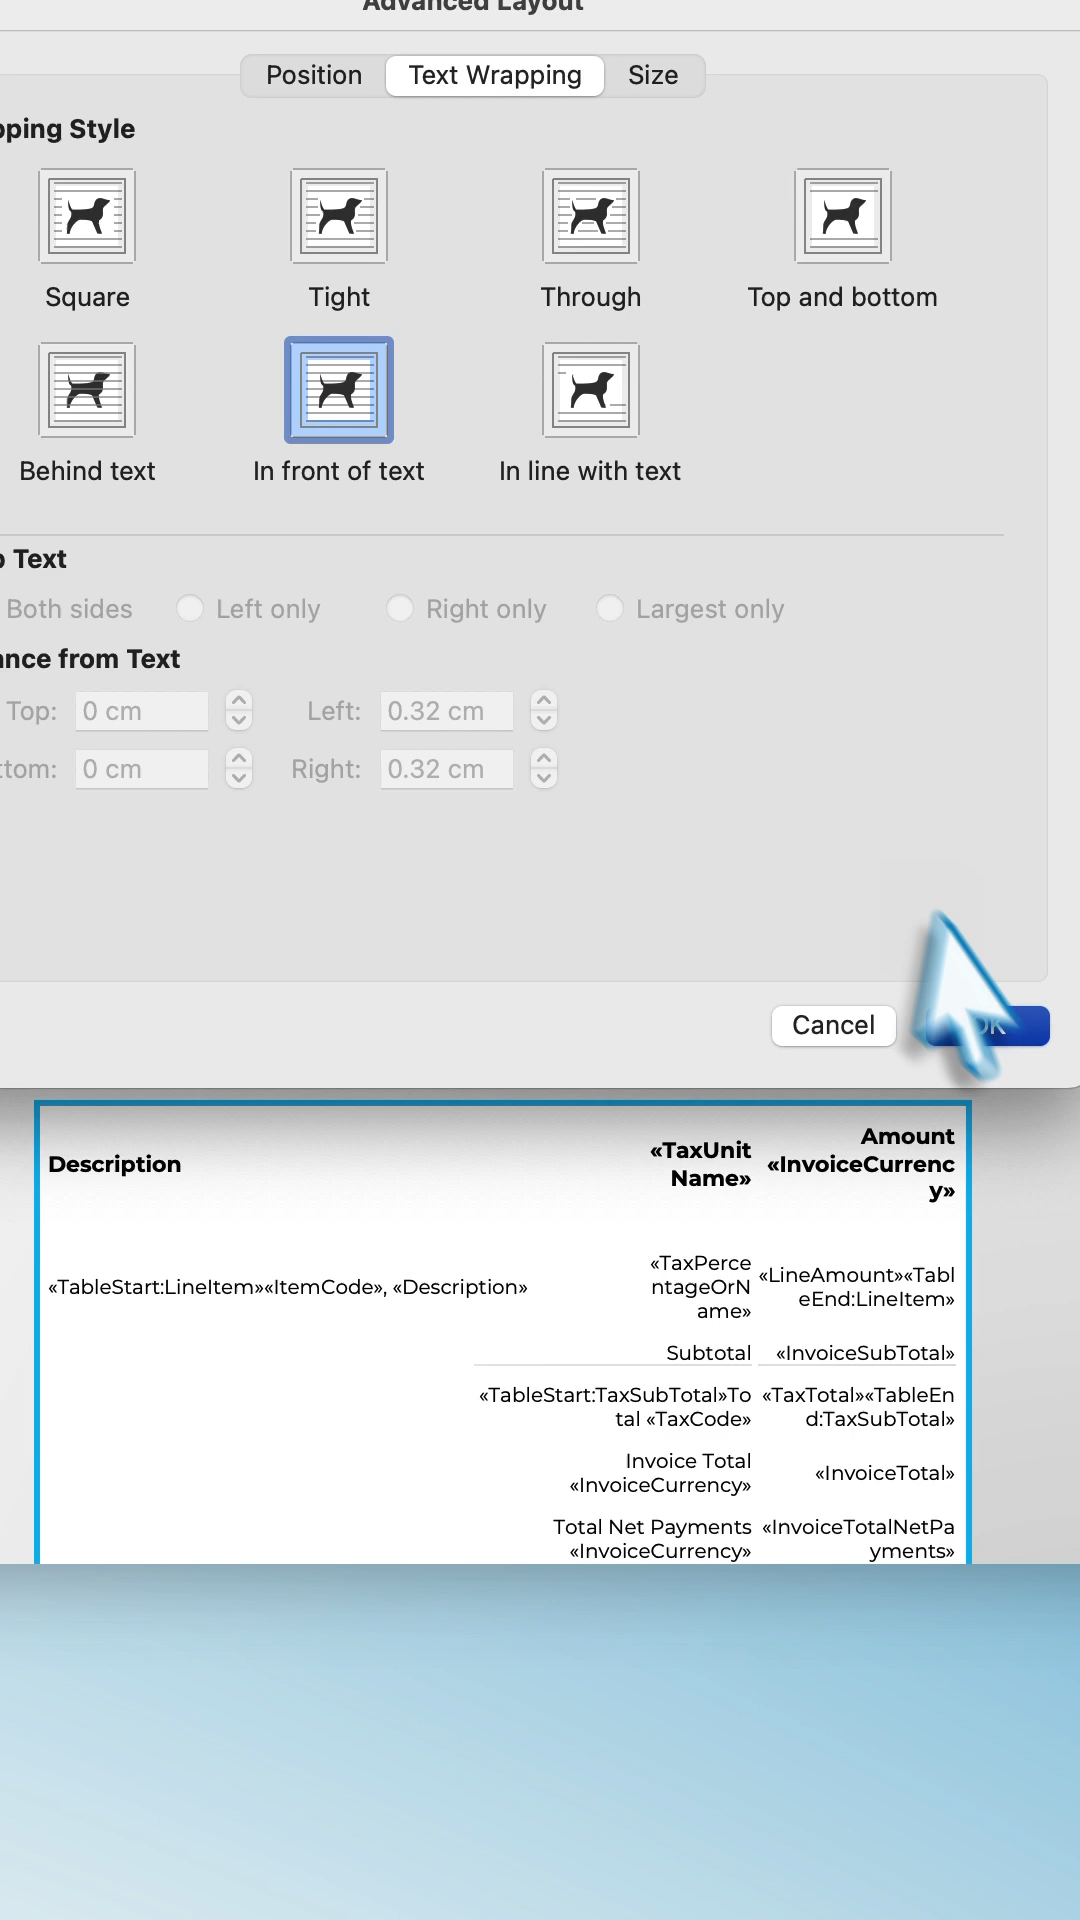 Advanced Layout
Position Text Wrapping Size
pping Style
Square Tight Through Top and bottom
Behind text In front of text In line with text
Text
Both sides Left only Right only Largest only
ance from Text
Top: 0 cm Left: 0.32 cm
ttom: 0 cm Right: 0.32 cm
Cancel OK
Description «TaxUnit Name» Amount «InvoiceCurrenc
y»
«TableStart:LineItem»«ItemCode», «Description» «TaxPerce
ntageOrN
ame» «LineAmount»«Tabl
eEnd:LineItem»
Subtotal «InvoiceSubTotal»
«TableStart:TaxSubTotal»To
tal «TaxCode» «TaxTotal»«TableEn
d:TaxSubTotal»
Invoice Total
«InvoiceCurrency» «InvoiceTotal»
Total Net Payments
«InvoiceCurrency» «InvoiceTotalNetPa
yments»